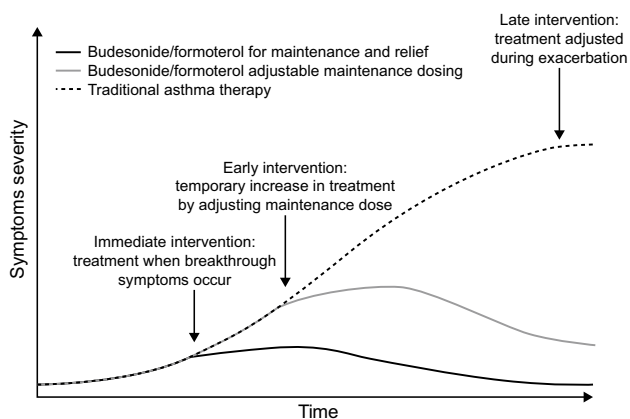 Late intervention:
treatment adjusted
during exacerbation
Budesonide/formoterol for maintenance and relief
Budesonide/formoterol adjustable maintenance dosing
Traditional asthma therapy
Early intervention:
temporary increase in treatment
by adjusting maintenance dose
Immediate intervention:
treatment when breakthrough
symptoms occur
Symptoms severity
Time